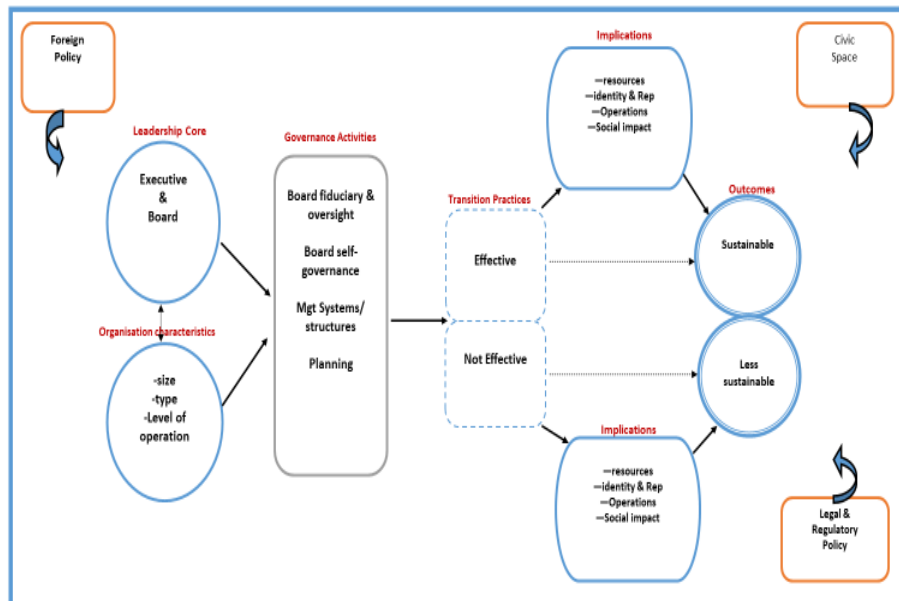 Foreign
Policy
Implications
Civic
Space
—resources
—identity & Rep
—Operations
—Social impact
Leadership Core
Governance Activities
Executive
&
Board
Board fiduciary &
oversight
Board self-
governance
Mgt Systems/
structures
Planning
Transition Practices
Effective
Not Effective
Outcomes
Sustainable
Less
sustainable
Organisation characteristics
-size
-type
-Level of
operation
Implications
—resources
—identity & Rep
—Operations
—Social impact
Legal &
Regulatory
Policy